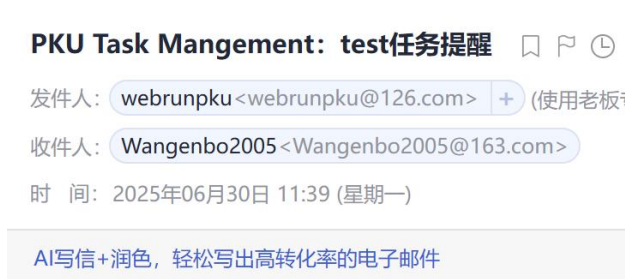 PKU Task Mangement：test任务提醒
发件人： webrunpku<webrunpku@126.com> + (使用老板
收件人： Wangenbo2005<Wangenbo2005@163.com>
时 间： 2025年06月30日 11:39 (星期一)
AI写信+润色，轻松写出高转化率的电子邮件